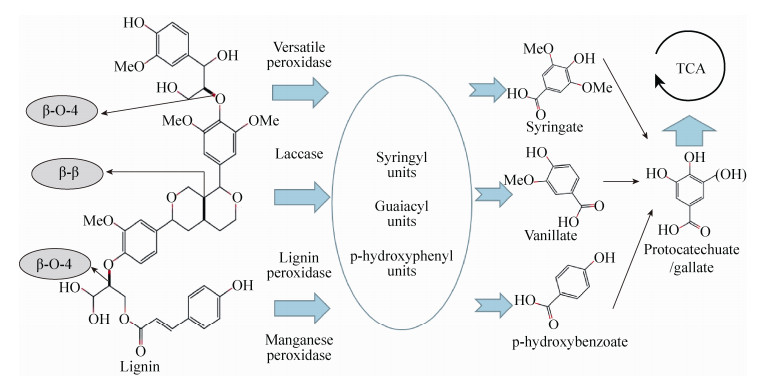 HO
MeO
OH
HO
O
β-O-4
MeO
OMe
β-β
O
O
MeO
β-O-4
O
HO
OH
O
O
OH
Lignin
Versatile
peroxidase
Laccase
Lignin
peroxidase
Manganese
peroxidase
Syringyl
units
Guaiacyl
units
p-hydroxyphenyl
units
MeO
OH
OMe
HO
O
Syringate
HO
MeO
HO
O
Vanillate
OH
HO
O
p-hydroxybenzoate
TCA
OH
HO
(OH)
HO
O
Protocatechuate
/gallate